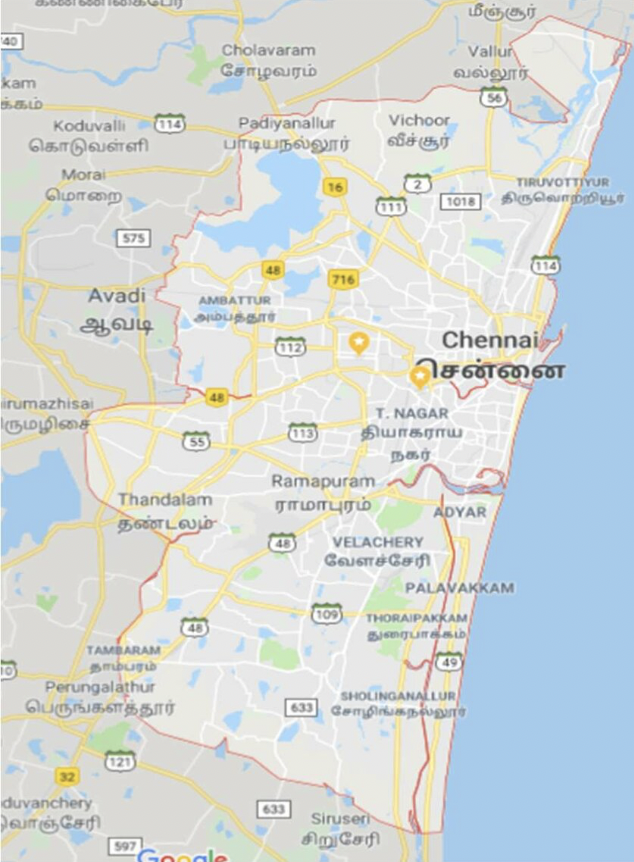 மீஞ்சூர்
40
Cholavaram
சோழவரம்
Vallur
வல்லூர்
56
Koduvalli
கொடுவள்ளி
114
Padiyanallur
பாடியநல்லூர்
Vichoor
வீச்சூர்
Morai
மொறை
16
2
111
1018
TIRUVOTTIYUR
திருவொற்றியூர்
575
48
716
114
Avadi
ஆவடி
AMBATTUR
அம்பத்தூர்
112
Chennai
சென்னை
48
T. NAGAR
தியாகராய
நகர்
55
113
Ramapuram
ராமாபுரம்
Thandalam
தண்டலம்
ADYAR
48
VELACHERY
வேளச்சேரி
PALAVAKKAM
109
THORAIPAKKAM
துரைபாக்கம்
48
TAMBARAM
தாம்பரம்
49
10
Perungalathur
பெருங்களத்தூர்
SHOLINGANALLUR
சோழிங்கநல்லூர்
633
121
32
633
Siruseri
சிறுசேரி
597
Google